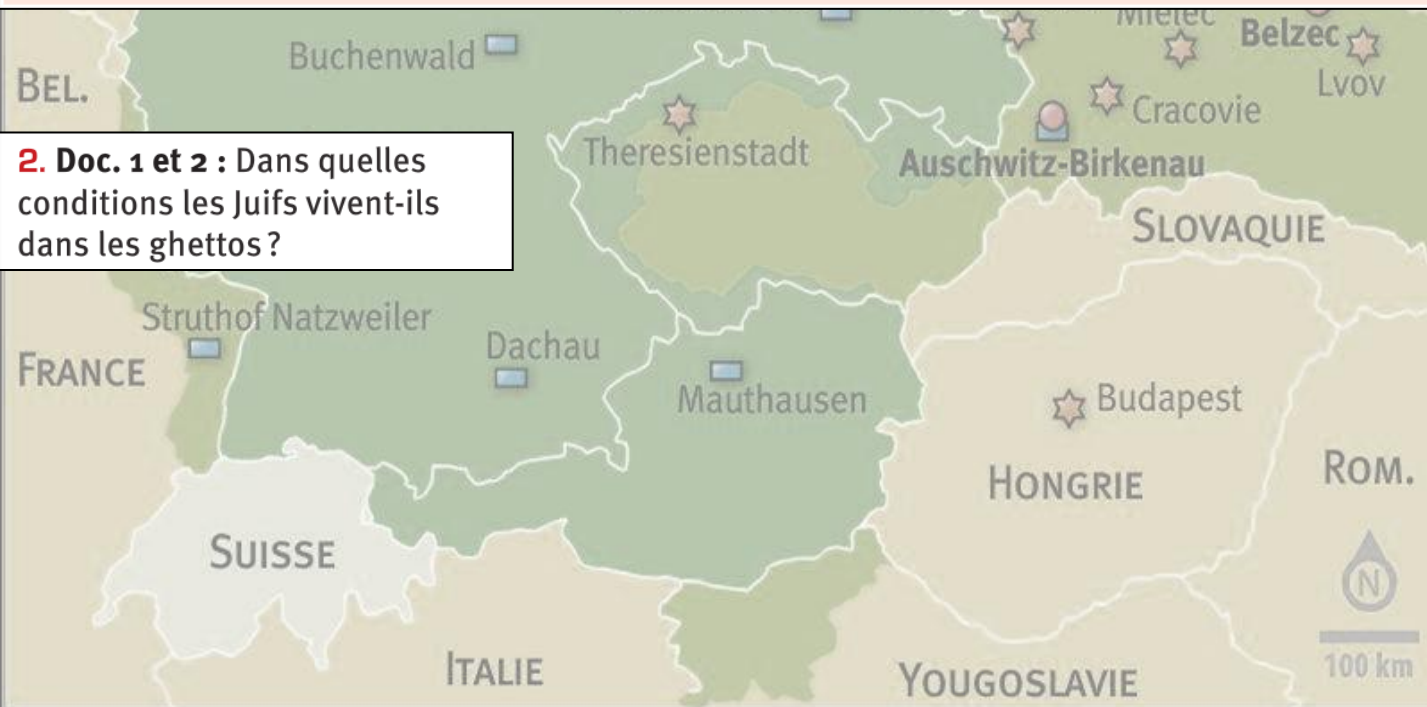 Mielec
Belzec
Buchenwald
Lvov
BEL.
Cracovie
2. Doc. 1 et 2 : Dans quelles
conditions les Juifs vivent-ils
dans les ghettos ?
Theresienstadt
Auschwitz-Birkenau
SLOVAQUIE
Struthof Natzweiler
Dachau
FRANCE
Mauthausen
Budapest
ROM.
HONGRIE
SUISSE
N
ITALIE
100 km
YOUGOSLAVIE